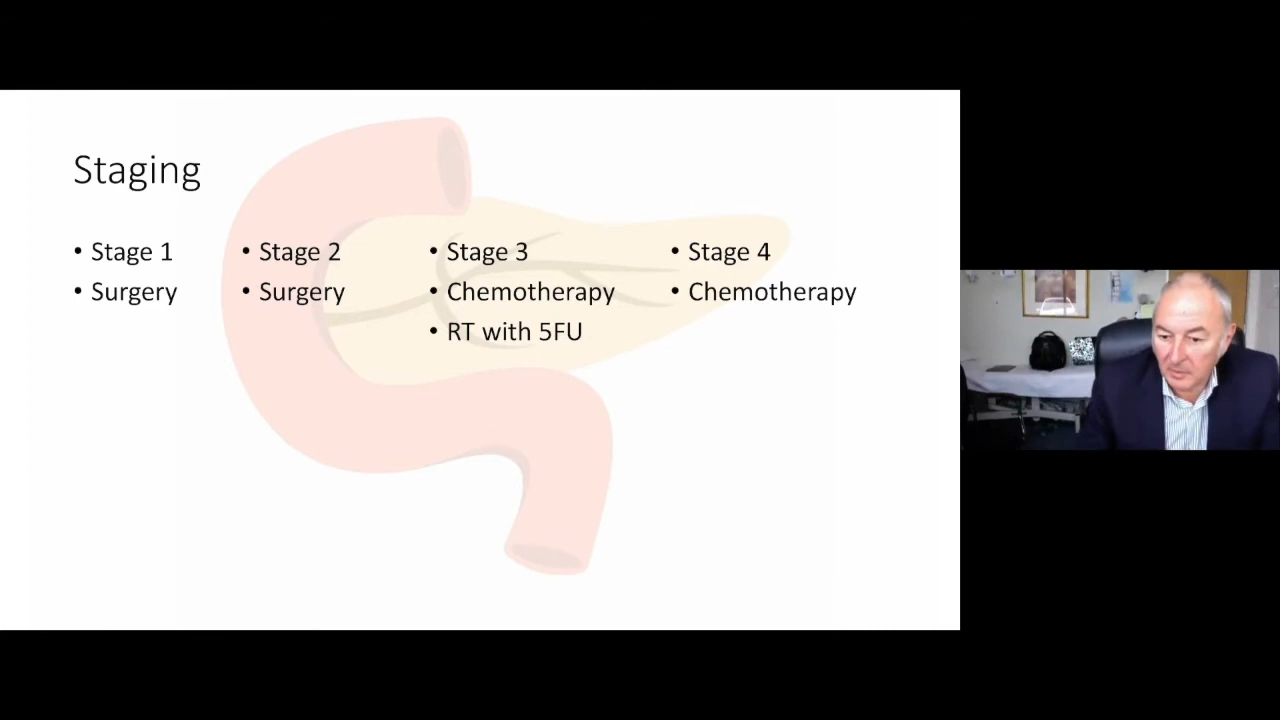 Staging
• Stage 1
• Surgery
• Stage 2
• Surgery
• Stage 3
• Chemotherapy
• RT with 5FU
• Stage 4
• Chemotherapy